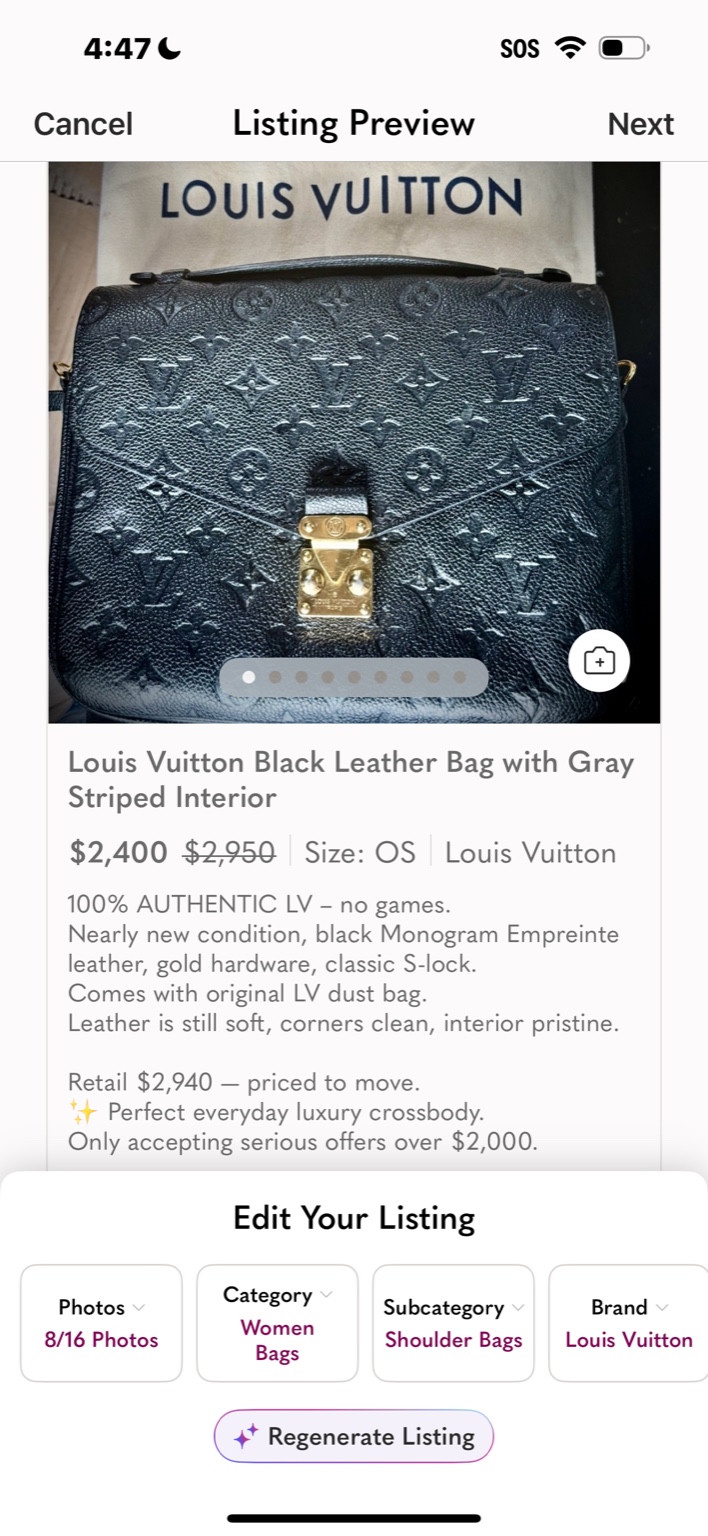 4:47
SOS
Cancel
Listing Preview
Next
LOUIS VUITTON
Louis Vuitton Black Leather Bag with Gray
Striped Interior
$2,400 $2,950 Size: OS Louis Vuitton
100% AUTHENTIC LV – no games.
Nearly new condition, black Monogram Empreinte
leather, gold hardware, classic S-lock.
Comes with original LV dust bag.
Leather is still soft, corners clean, interior pristine.
Retail $2,940 — priced to move.
✨ Perfect everyday luxury crossbody.
Only accepting serious offers over $2,000.
Edit Your Listing
Photos
8/16 Photos
Category
Women
Bags
Subcategory
Shoulder Bags
Brand
Louis Vuitton
Regenerate Listing